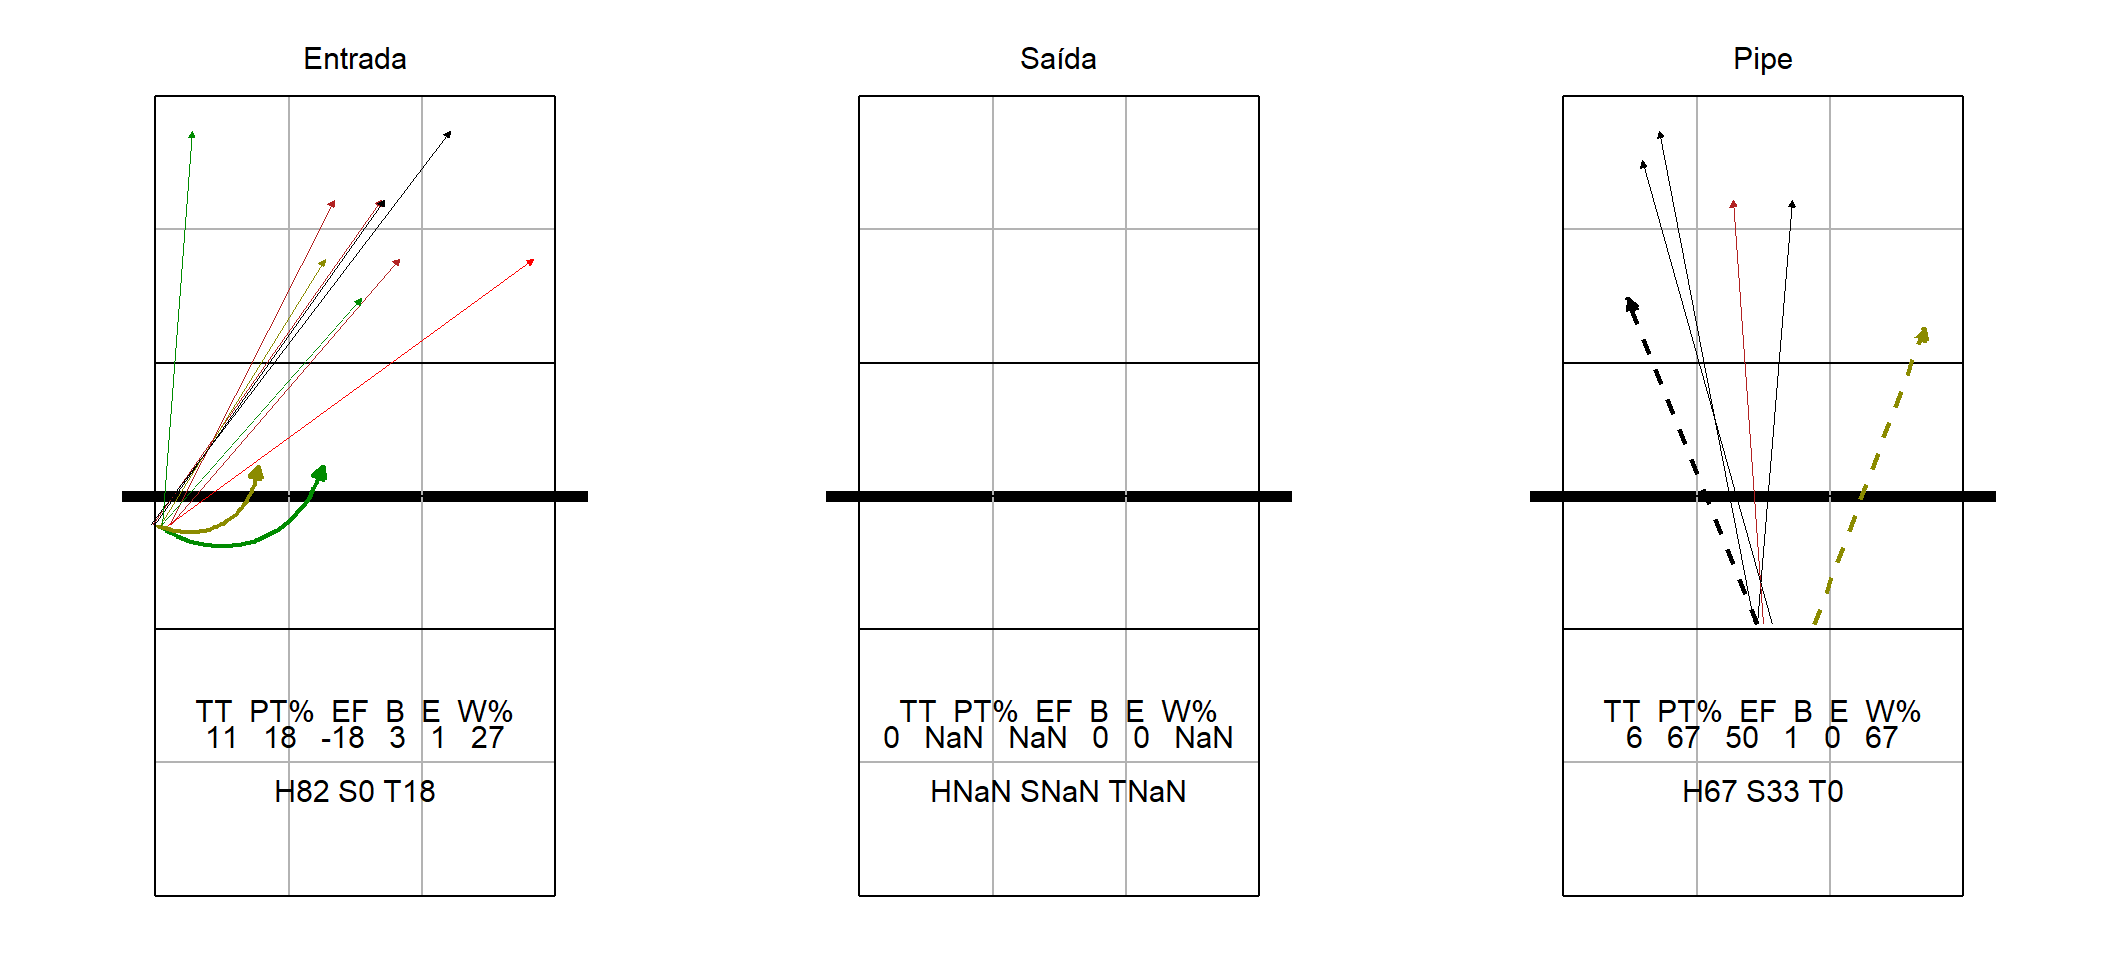 Entrada
TT PT% EF B E W%
11 18 -18 3 1 27
H82 S0 T18
Saída
TT PT% EF B E W%
0 NaN NaN 0 0 NaN
HNaN SNaN TNaN
Pipe
TT PT% EF B E W%
6 67 50 1 0 67
H67 S33 T0